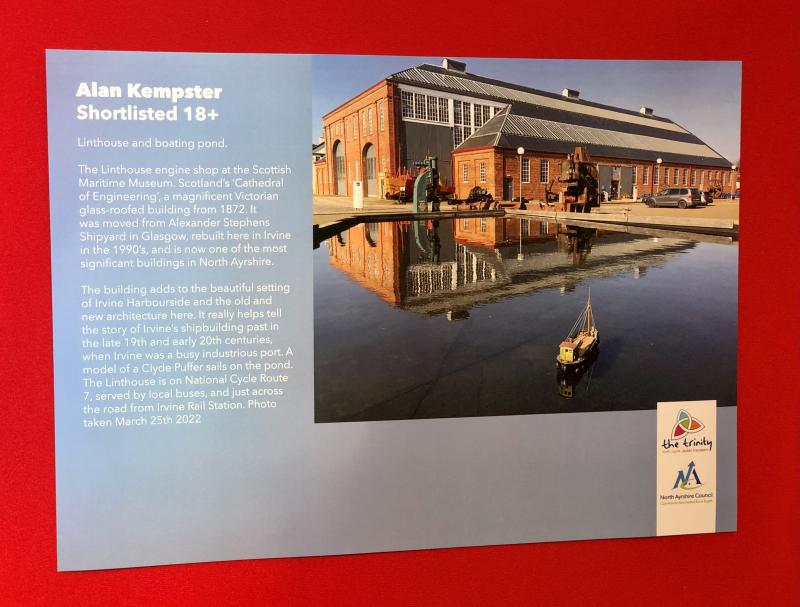 Alan Kempster
Shortlisted 18+
Linthouse and boating pond.
The Linthouse engine shop at the Scottish
Maritime Museum. Scotland's 'Cathedral
of Engineering', a magnificent Victorian
glass-roofed building from 1872. It
was moved from Alexander Stephens
Shipyard in Glasgow, rebuilt here in Irvine
in the 1990's, and is now one of the most
significant buildings in North Ayrshire.
The building adds to the beautiful setting
of Irvine Harbourside and the old and
new architecture here. It really helps tell
the story of Irvine's shipbuilding past in
the late 19th and early 20th centuries,
when Irvine was a busy industrious port. A
model of a Clyde Puffer sails on the pond.
The Linthouse is on National Cycle Route
7, served by local buses, and just across
the road from Irvine Rail Station. Photo
taken March 25th 2022
the trinity
walk cycle public transport
North Ayrshire Council